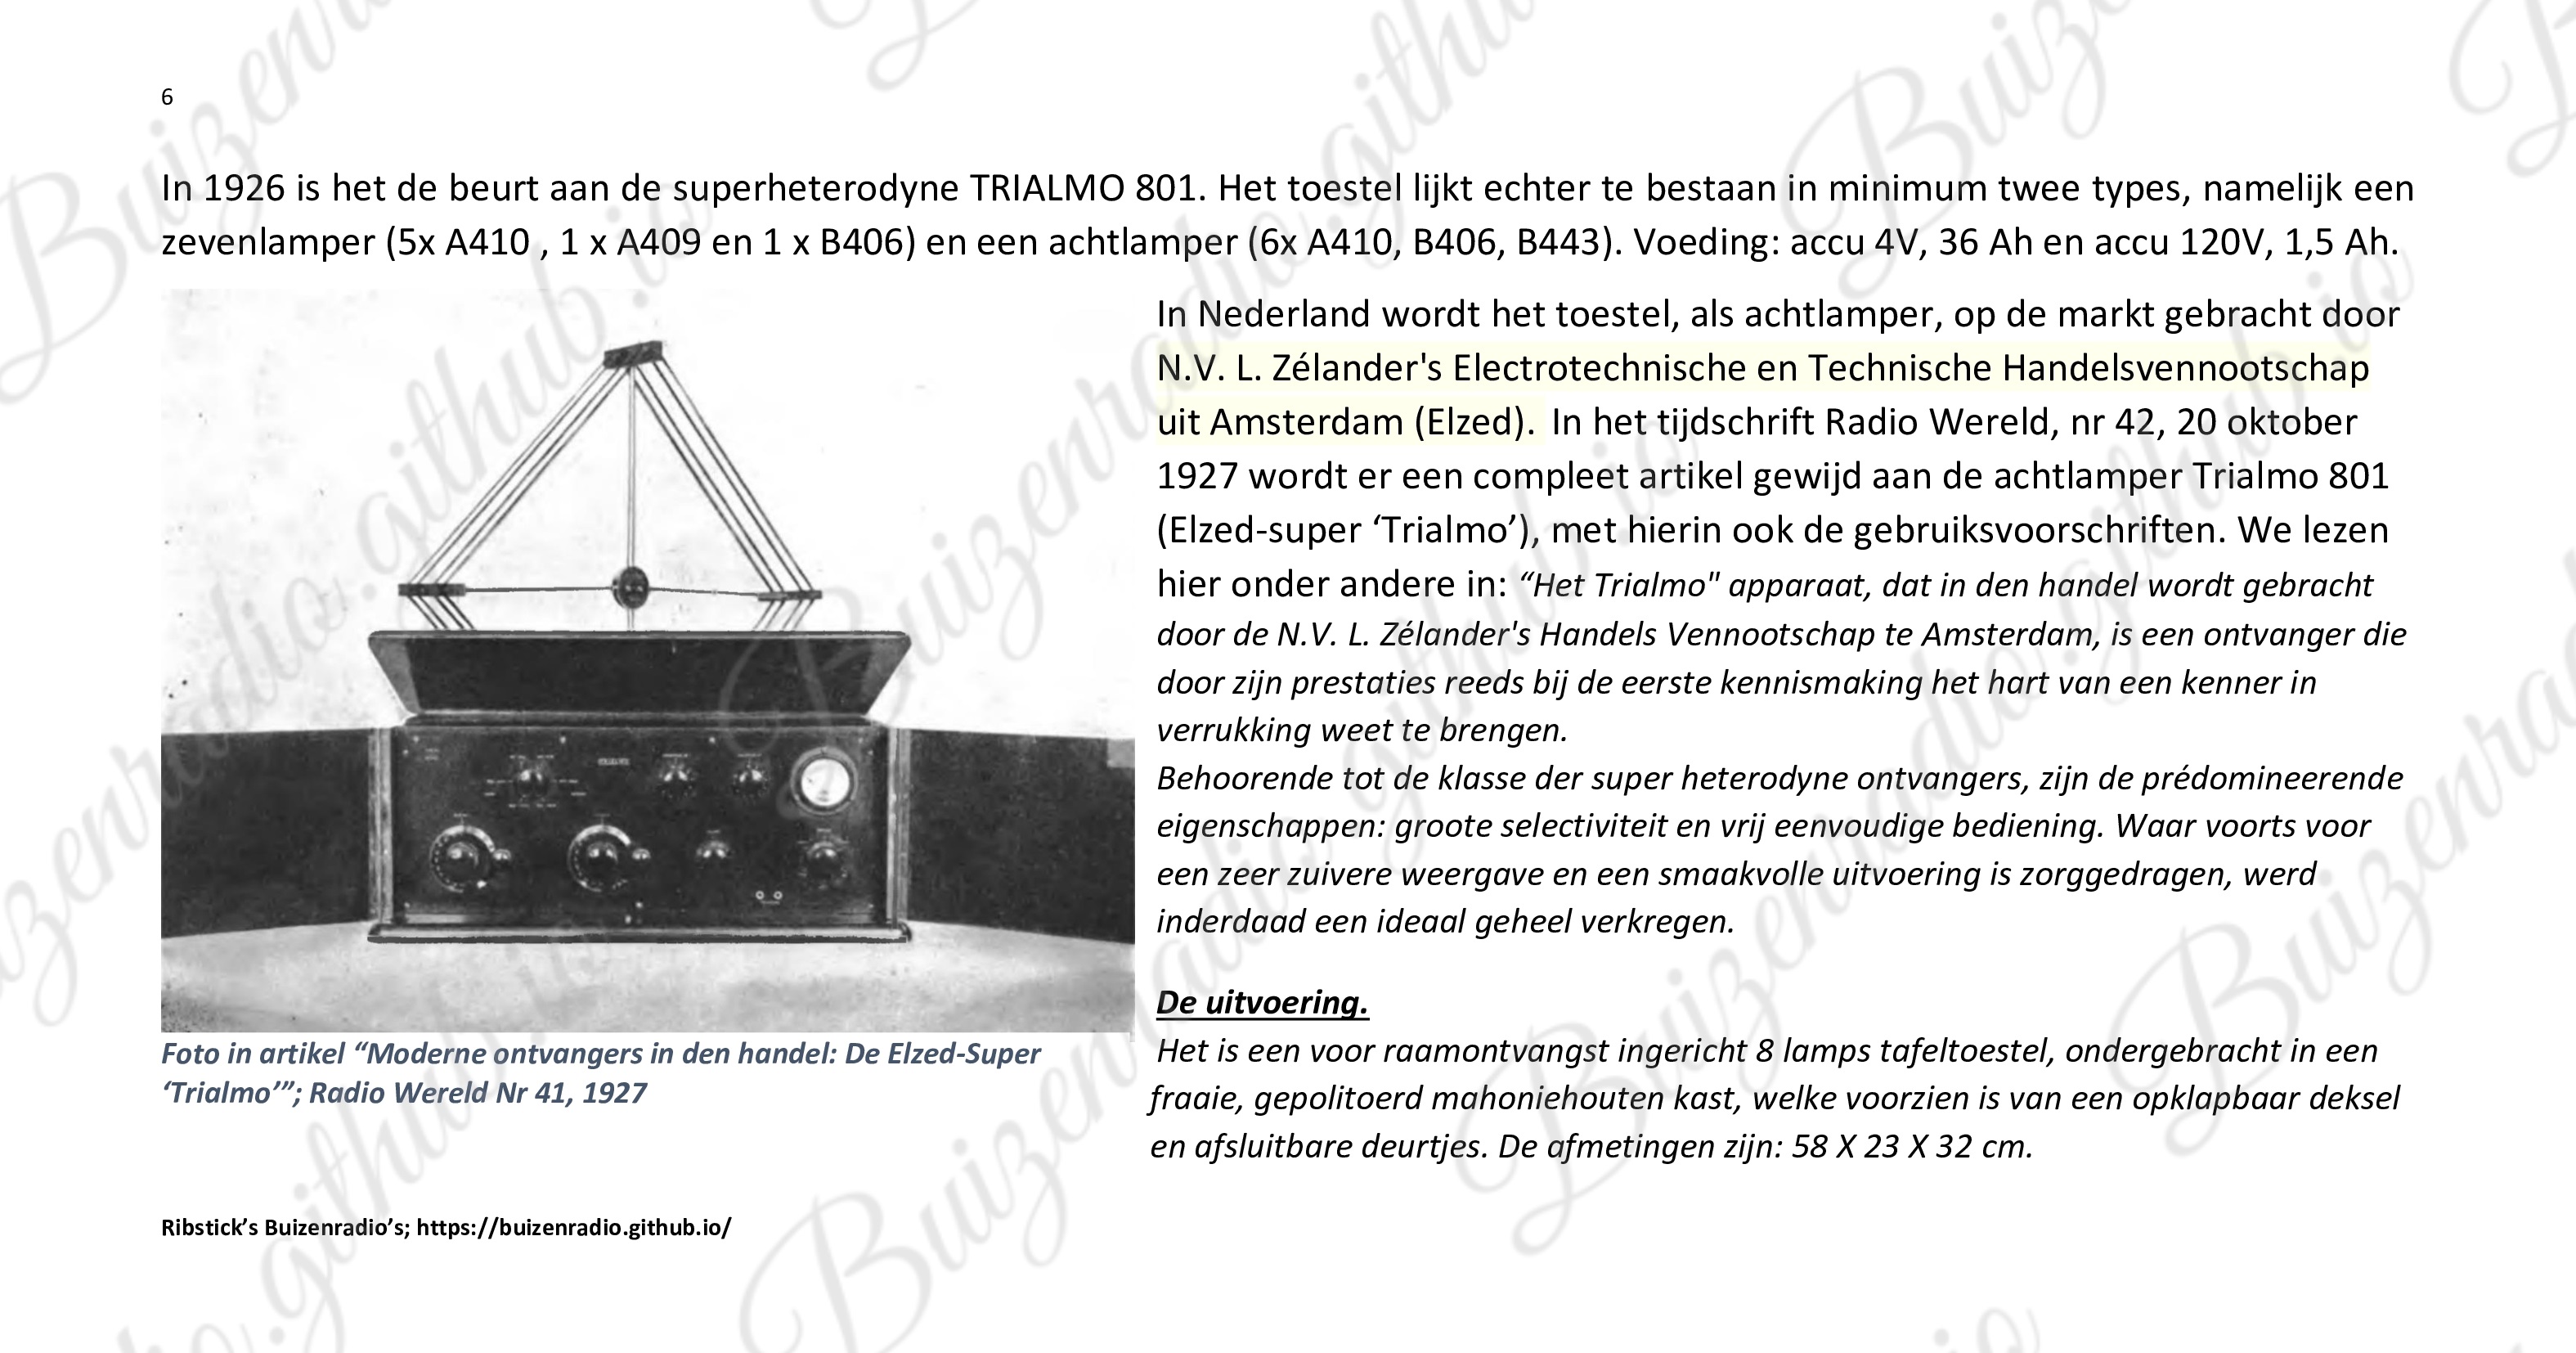 6
In 1926 is het de beurt aan de superheterodyne TRIALMO 801. Het toestel lijkt echter te bestaan in minimum twee types, namelijk een
zevenlamper (5x A410 , 1 x A409 en 1 x B406) en een achtlamper (6x A410, B406, B443). Voeding: accu 4V, 36 Ah en accu 120V, 1,5 Ah.
In Nederland wordt het toestel, als achtlamper, op de markt gebracht door
N.V. L. Zélander's Electrotechnische en Technische Handelsvennootschap
uit Amsterdam (Elzed). In het tijdschrift Radio Wereld, nr 42, 20 oktober
1927 wordt er een compleet artikel gewijd aan de achtlamper Trialmo 801
(Elzed-super ‘Trialmo’), met hierin ook de gebruiksvoorschriften. We lezen
hier onder andere in: “Het Trialmo" apparaat, dat in den handel wordt gebracht
door de N.V. L. Zélander's Handels Vennootschap te Amsterdam, is een ontvanger die
door zijn prestaties reeds bij de eerste kennismaking het hart van een kenner in
verrukking weet te brengen.
Behoorende tot de klasse der super heterodyne ontvangers, zijn de prédomineerende
eigenschappen: groote selectiviteit en vrij eenvoudige bediening. Waar voorts voor
een zeer zuivere weergave en een smaakvolle uitvoering is zorggedragen, werd
inderdaad een ideaal geheel verkregen.
De uitvoering.
Het is een voor raamontvangst ingericht 8 lamps tafeltoestel, ondergebracht in een
fraaie, gepolitoerd mahoniehouten kast, welke voorzien is van een opklapbaar deksel
en afsluitbare deurtjes. De afmetingen zijn: 58 X 23 X 32 cm.
Foto in artikel “Moderne ontvangers in den handel: De Elzed-Super
‘Trialmo’”; Radio Wereld Nr 41, 1927
Ribstick’s Buizenradio’s; https://buizenradio.github.io/
Buizenradio.github.io